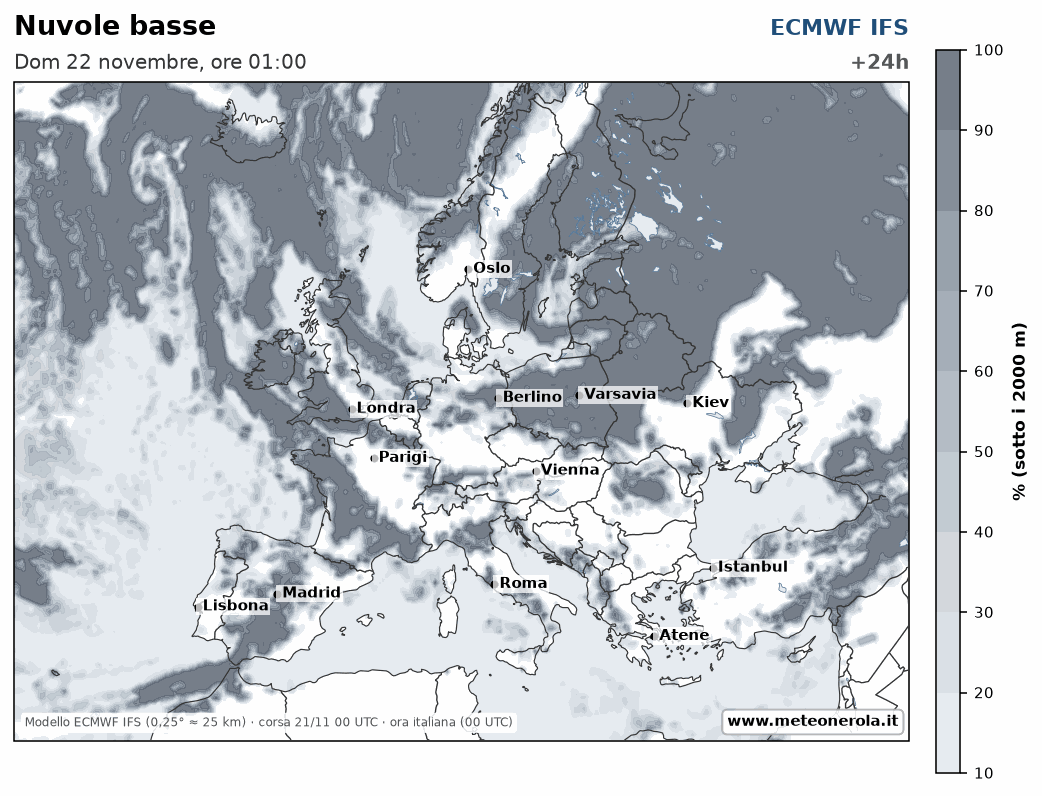 Nuvole basse
ECMWF IFS
Dom 22 novembre, ore 01:00
+24h
100
90
80
70
60
50
40
30
20
10
% (sotto i 2000 m)
Oslo
Londra
Berlino
Varsavia
Kiev
Parigi
Vienna
Istanbul
Roma
Madrid
Lisbona
Atene
Modello ECMWF IFS (0,25° ≈ 25 km) · corsa 21/11 00 UTC · ora italiana (00 UTC)
www.meteonerola.it